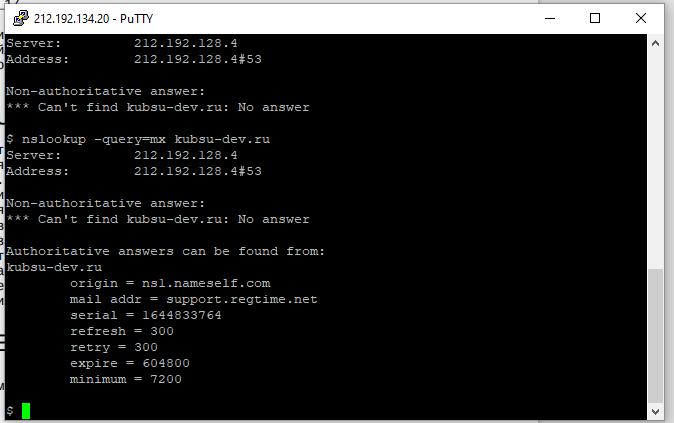 212.192.134.20 - PuTTY
Server:         212.192.128.4
Address:        212.192.128.4#53
Non-authoritative answer:
*** Can't find kubsu-dev.ru: No answer
$ nslookup -query=mx kubsu-dev.ru
Server:         212.192.128.4
Address:        212.192.128.4#53
Non-authoritative answer:
*** Can't find kubsu-dev.ru: No answer
Authoritative answers can be found from:
kubsu-dev.ru
        origin = ns1.nameself.com
        mail addr = support.regtime.net
        serial = 1644833764
        refresh = 300
        retry = 300
        expire = 604800
        minimum = 7200
$